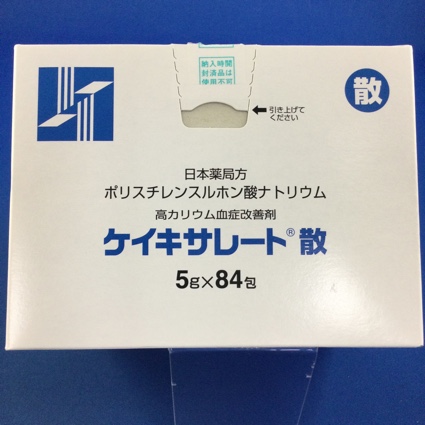 納入時開
封済品は
使用不可
散
引き上げて
ください
日本薬局方
ポリスチレンスルホン酸ナトリウム
高カリウム血症改善剤
ケイキサレート®散
5g×84包